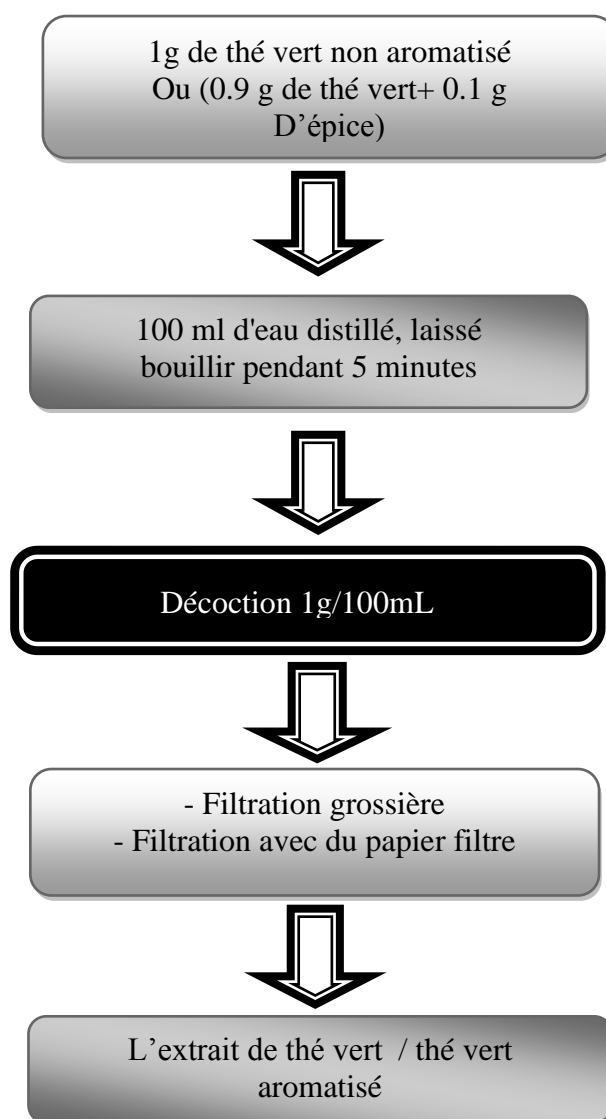 1g de thé vert non aromatisé
Ou (0.9 g de thé vert+ 0.1 g
D’épice)
100 ml d'eau distillé, laissé
bouillir pendant 5 minutes
Décoction 1g/100mL
- Filtration grossière
- Filtration avec du papier filtre
L’extrait de thé vert / thé vert
aromatisé